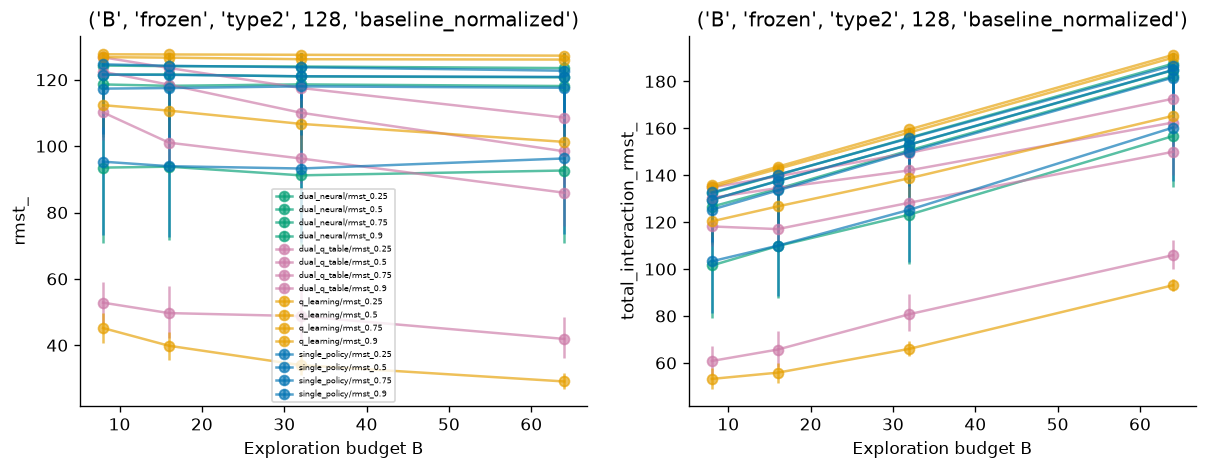 ('B', 'frozen', 'type2', 128, 'baseline_normalized')
rmst_
120
100
80
60
40
dual_neural/rmst_0.25
dual_neural/rmst_0.5
dual_neural/rmst_0.75
dual_neural/rmst_0.9
dual_q_table/rmst_0.25
dual_q_table/rmst_0.5
dual_q_table/rmst_0.75
dual_q_table/rmst_0.9
q_learning/rmst_0.25
q_learning/rmst_0.5
q_learning/rmst_0.75
q_learning/rmst_0.9
single_policy/rmst_0.25
single_policy/rmst_0.5
single_policy/rmst_0.75
single_policy/rmst_0.9
10 20 30 40 50 60
Exploration budget B
('B', 'frozen', 'type2', 128, 'baseline_normalized')
total_interaction_rmst_
180
160
140
120
100
80
60
10 20 30 40 50 60
Exploration budget B